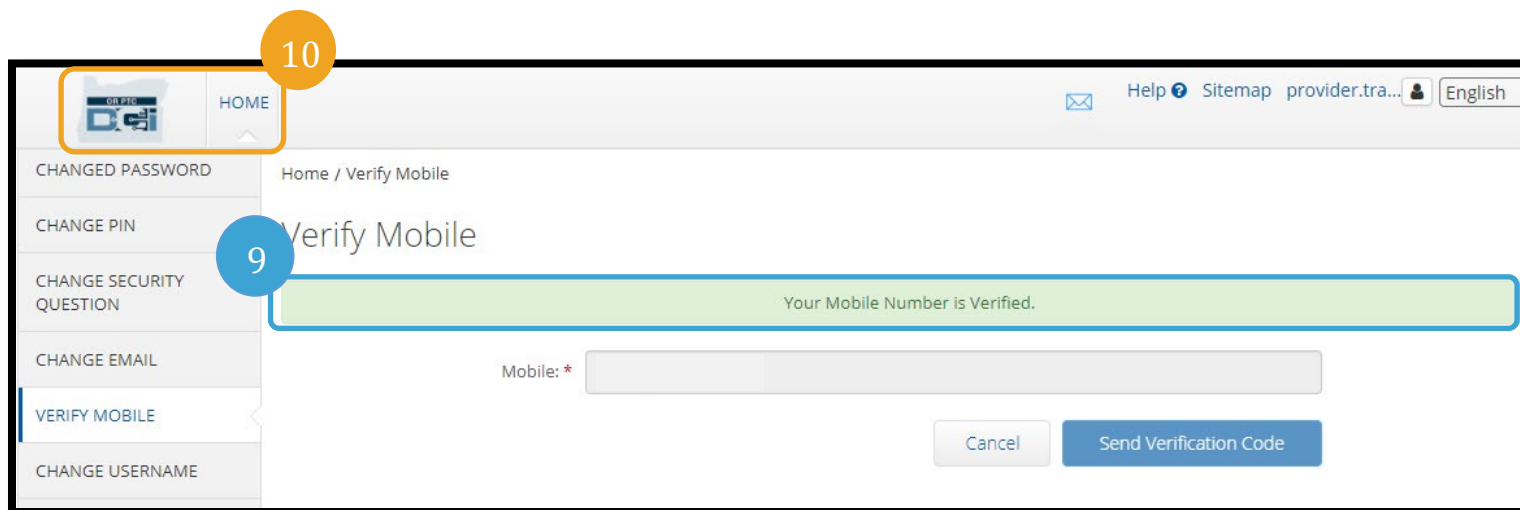 10
OR PTC
DCi
HOME
Help ? Sitemap provider.tra... English
CHANGED PASSWORD
CHANGE PIN
CHANGE SECURITY
QUESTION
CHANGE EMAIL
VERIFY MOBILE
CHANGE USERNAME
Home / Verify Mobile
Verify Mobile
9
Your Mobile Number is Verified.
Mobile: *
Cancel
Send Verification Code